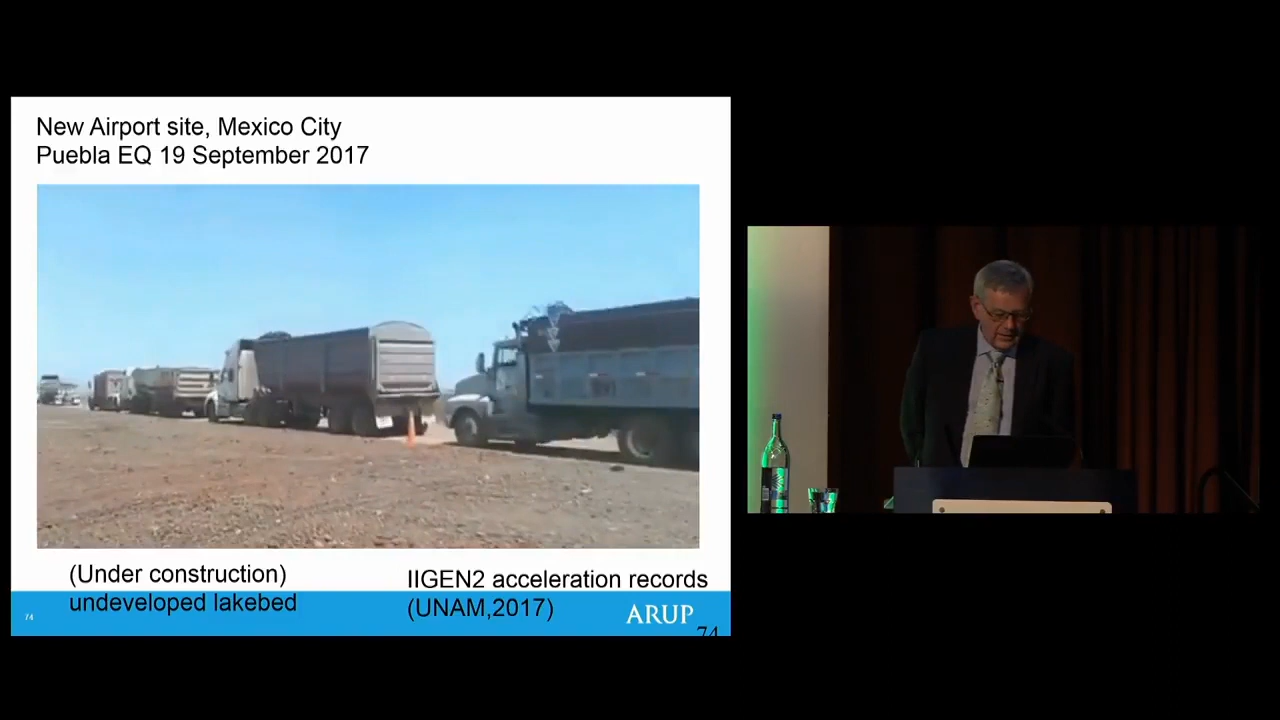 New Airport site, Mexico City
Puebla EQ 19 September 2017
(Under construction)
undeveloped lakebed
IIGEN2 acceleration records
(UNAM,2017)
74
ARUP
74